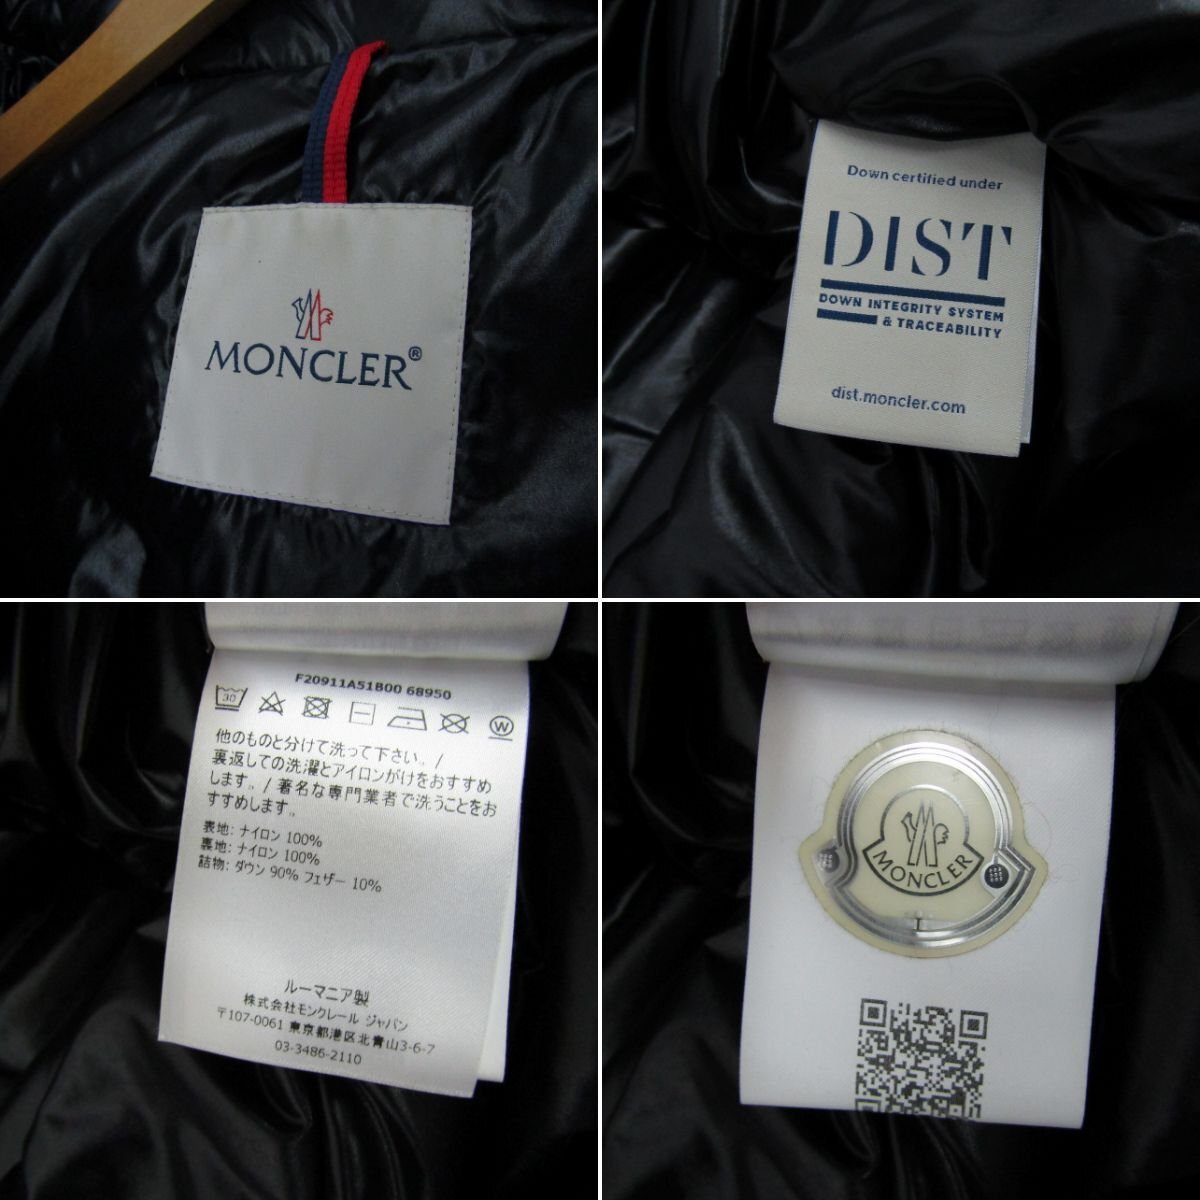 MONCLER®
Down certified under
DIST
DOWN INTEGRITY SYSTEM
& TRACEABILITY
dist.moncler.com
F20911A51B00 68950
30
W
他のものと分けて洗って下さい。/
裏返しての洗濯とアイロンがけをおすすめ
します。/ 著名な専門業者で洗うことをお
すすめします。
表地: ナイロン 100%
裏地: ナイロン 100%
詰物: ダウン 90% フェザー 10%
ルーマニア製
株式会社モンクレール ジャパン
〒107-0061 東京都港区北青山3-6-7
03-3486-2110
MONCLER